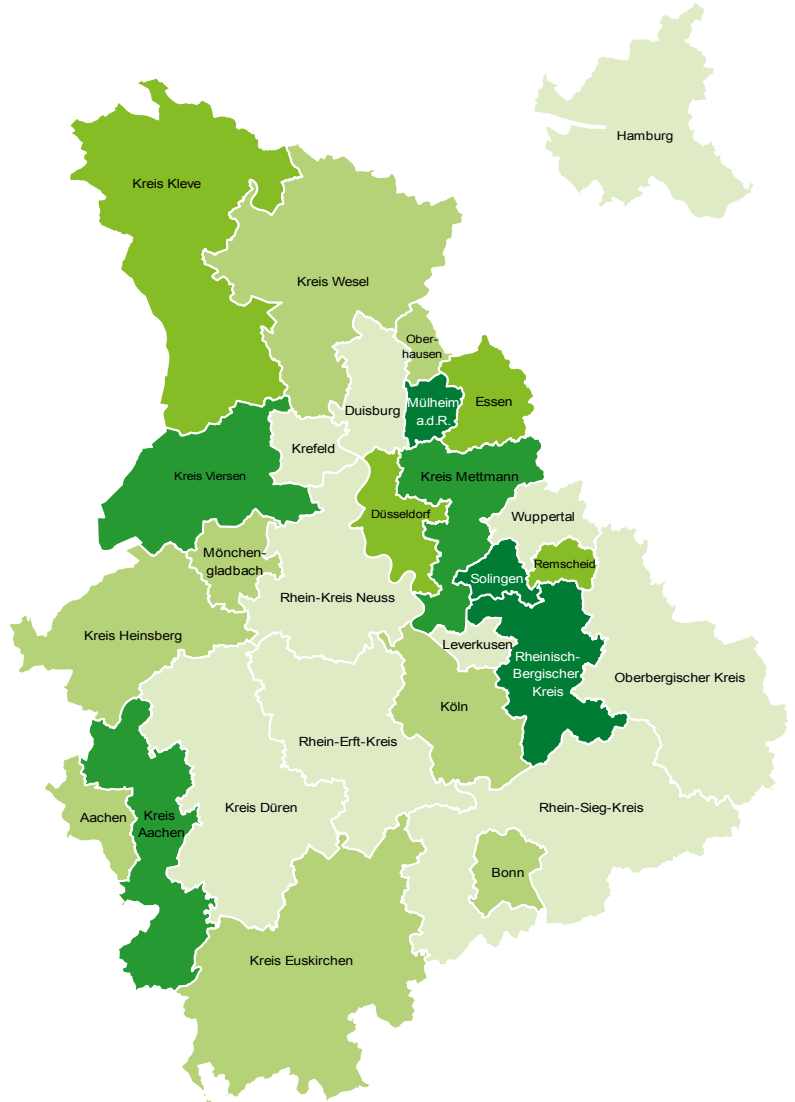 Hamburg
Kreis Kleve
Kreis Wesel
Ober-
hausen
Mülheim
a.d.R.
Essen
Duisburg
Krefeld
Kreis Viersen
Kreis Mettmann
Düsseldorf
Wuppertal
Mönchen-
gladbach
Remscheid
Solingen
Rhein-Kreis Neuss
Kreis Heinsberg
Leverkusen
Rheinisch-
Bergischer
Kreis
Oberbergischer Kreis
Köln
Rhein-Erft-Kreis
Kreis Düren
Rhein-Sieg-Kreis
Aachen
Kreis
Aachen
Bonn
Kreis Euskirchen